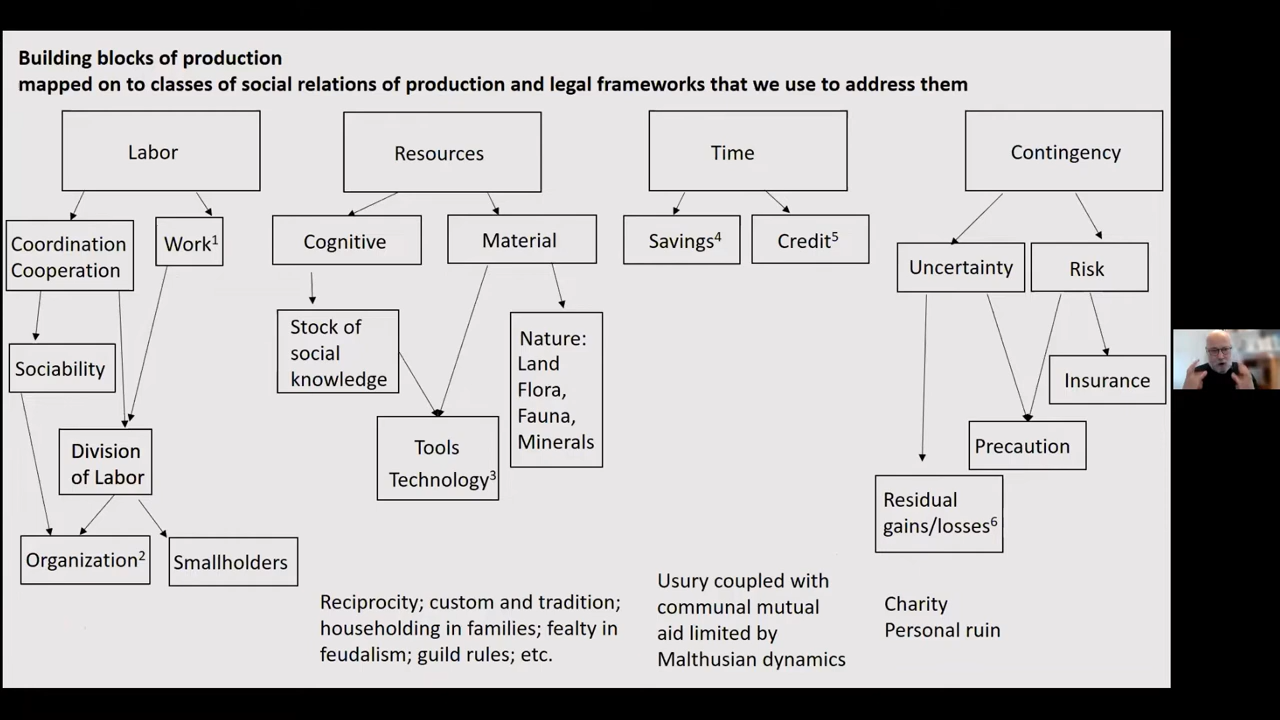 Building blocks of production
mapped on to classes of social relations of production and legal frameworks that we use to address them
Labor
Resources
Time
Contingency
Coordination
Cooperation
Work¹
Cognitive
Material
Savings⁴
Credit⁵
Uncertainty
Risk
Sociability
Stock of
social
knowledge
Nature:
Land
Flora,
Fauna,
Minerals
Insurance
Division
of Labor
Tools
Technology³
Precaution
Residual
gains/losses⁶
Organization²
Smallholders
Reciprocity; custom and tradition;
householding in families; fealty in
feudalism; guild rules; etc.
Usury coupled with
communal mutual
aid limited by
Malthusian dynamics
Charity
Personal ruin